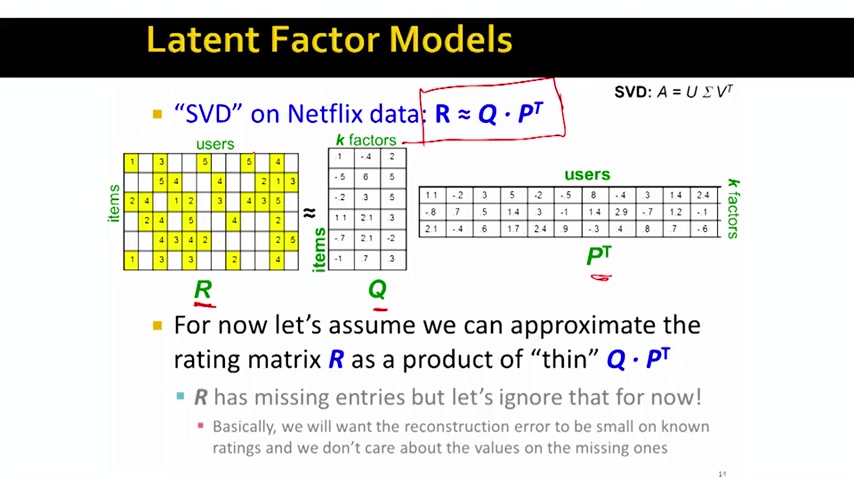 Latent Factor Models
SVD: A = U Σ Vᵀ
"SVD" on Netflix data: R ≈ Q · Pᵀ
users
k factors
items
1 3 5 5 4
5 4 4 2 1 3
2 4 1 2 3 4 3 5
2 4 5 4 2
4 3 4 2 2 5
1 3 3 2 4
R
≈
items
1 -.4 2
-.5 6 5
-.2 3 5
1 1 2 1 3
-.7 2 1 -2
-1 .7 3
Q
users
k factors
1 1 -.2 3 5 -2 -.5 8 -.4 3 1 4 2 4
-.8 .7 .5 1 4 .3 -1 1 4 2 9 -.7 1.2 -.1
2.1 -.4 6 1.7 2 4 9 -.3 4 8 .7 -.6
Pᵀ
For now let's assume we can approximate the
rating matrix R as a product of "thin" Q · Pᵀ
R has missing entries but let's ignore that for now!
Basically, we will want the reconstruction error to be small on known
ratings and we don't care about the values on the missing ones